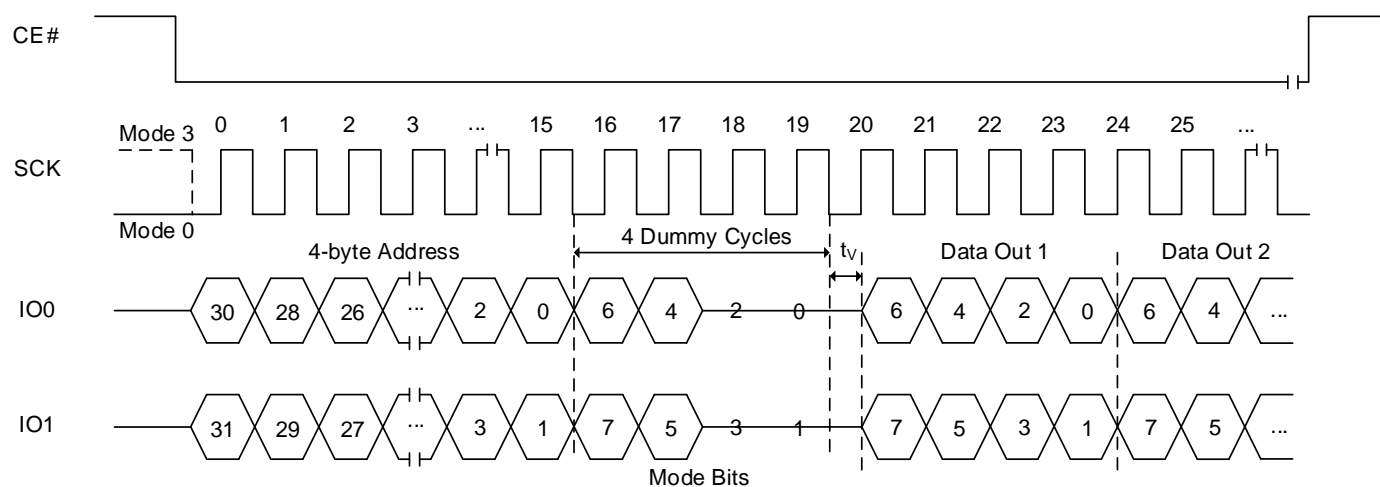 CE#
Mode 3 0 1 2 3 ... 15 16 17 18 19 20 21 22 23 24 25 ...
SCK
Mode 0
4-byte Address 4 Dummy Cycles tV Data Out 1 Data Out 2
IO0 30 28 26 ... 2 0 6 4 2 0 6 4 2 0 6 4 ...
IO1 31 29 27 ... 3 1 7 5 3 1 7 5 3 1 7 5 ...
Mode Bits